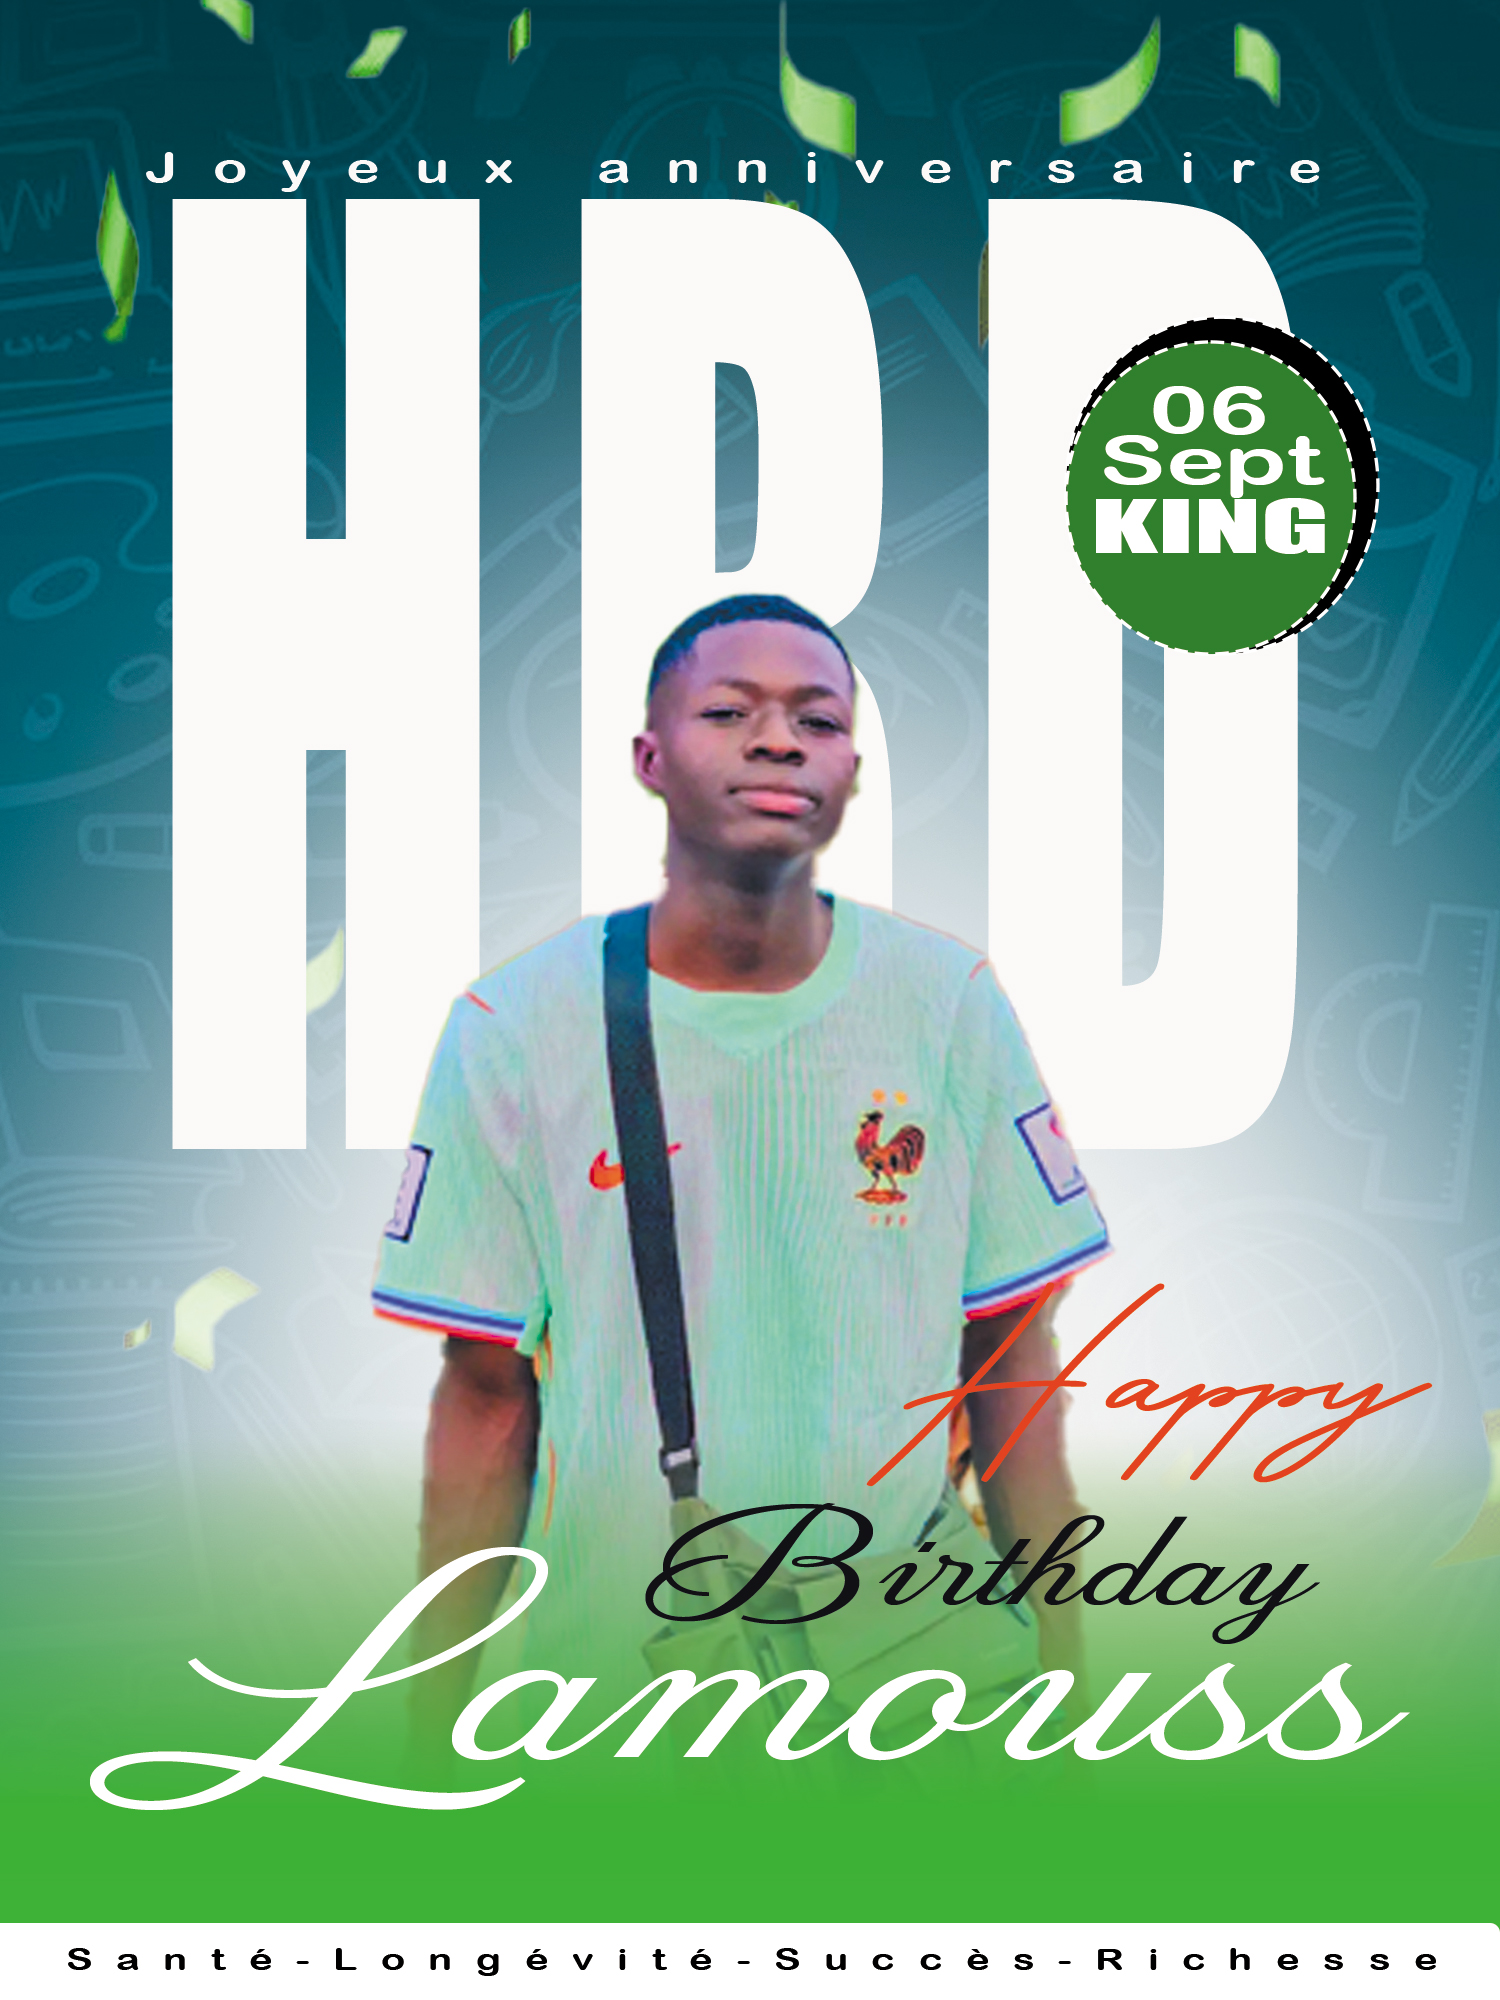 Joyeux anniversaire
HBD
06
Sept
KING
Happy
Birthday
Lamouss
Santé-Longévité-Succès-Richesse